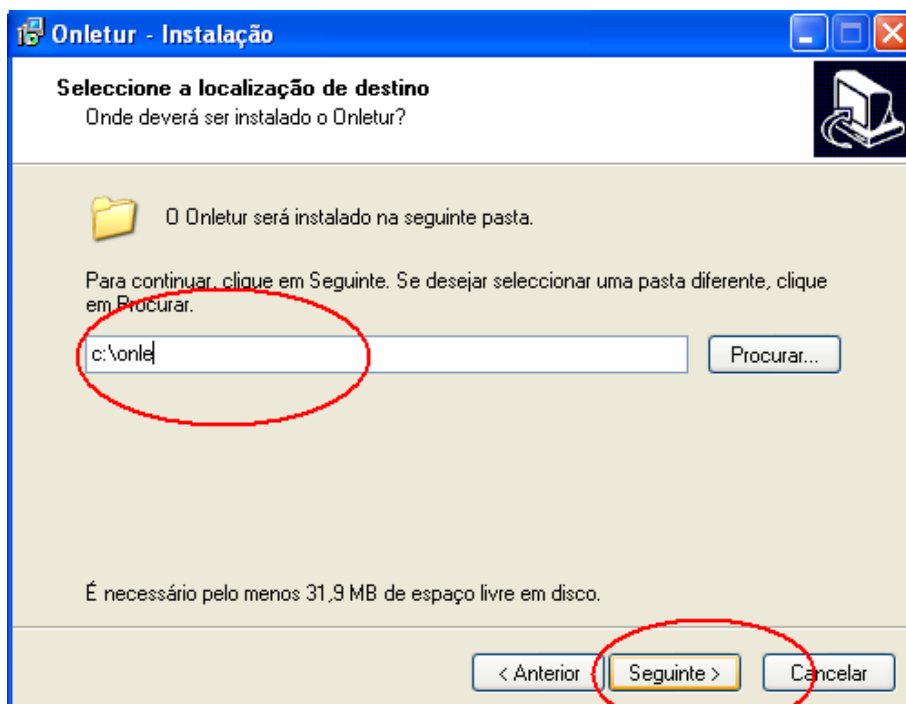 Onletur - Instalação
Seleccione a localização de destino
Onde deverá ser instalado o Onletur?
O Onletur será instalado na seguinte pasta.
Para continuar, clique em Seguinte. Se desejar seleccionar uma pasta diferente, clique
em Procurar.
c:\onle
Procurar...
É necessário pelo menos 31,9 MB de espaço livre em disco.
< Anterior
Seguinte >
Cancelar